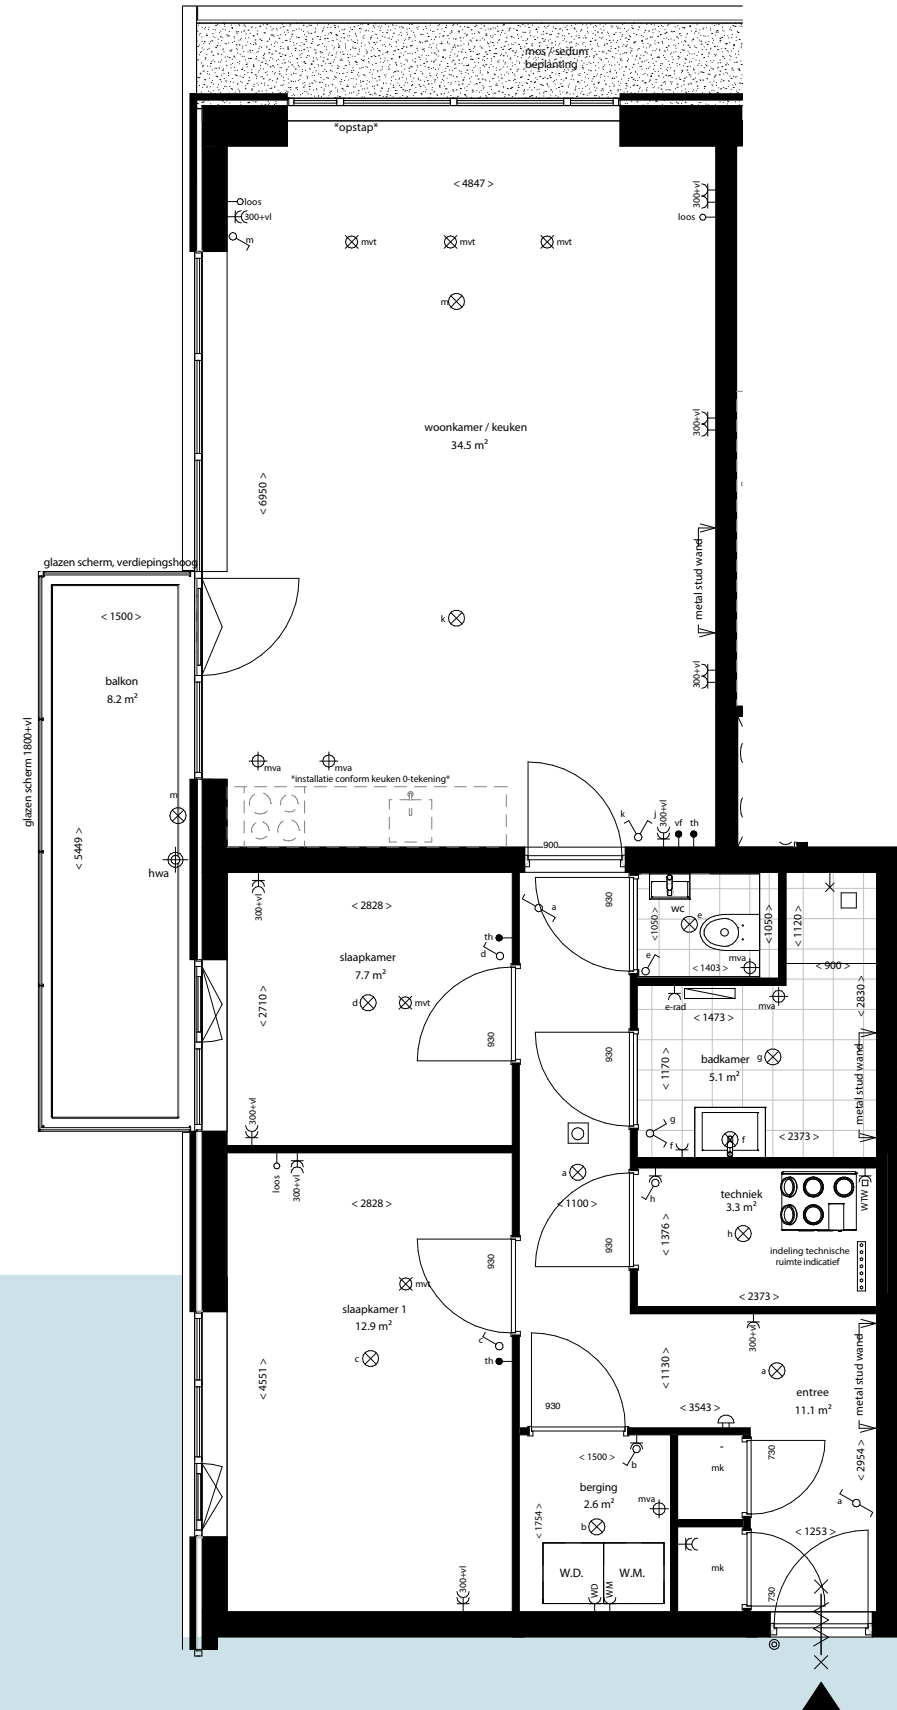 mos / sedum
beplanting
*opstap*
< 4847 >
loos
300+vl
m
300+vl
loos
mvt
mvt
mvt
m
woonkamer / keuken
34.5 m²
300+vl
< 6950 >
metal stud wand
glazen scherm, verdiepingshoog
< 1500 >
k
balkon
8.2 m²
300+vl
glazen scherm 1800+vl
mva
mva
*installatie conform keuken 0-tekening*
m
< 5449 >
hwa
k
j
300+vl
vf
th
900
300+vl
< 2828 >
a
930
wc
e
< 1050 >
< 1050 >
< 1120 >
th
d
slaapkamer
7.7 m²
e
mva
< 1403 >
< 900 >
< 2710 >
d
mvt
e-rad
< 1473 >
mva
< 2830 >
930
930
< 1170 >
badkamer
5.1 m²
g
metal stud wand
300+vl
g
f
f
< 2373 >
loos
300+vl
< 2828 >
a
< 1100 >
h
techniek
3.3 m²
WLW
h
< 1376 >
930
930
indeling technische
ruimte indicatief
mvt
< 2373 >
slaapkamer 1
12.9 m²
c
c
th
300+vl
< 1130 >
a
metal stud wand
entree
11.1 m²
< 4551 >
930
< 3543 >
< 1500 >
b
-
mk
730
< 2954 >
berging
2.6 m²
mva
a
< 1754 >
b
< 1253 >
W.D.
W.M.
WD
WM
mk
730
300+vl